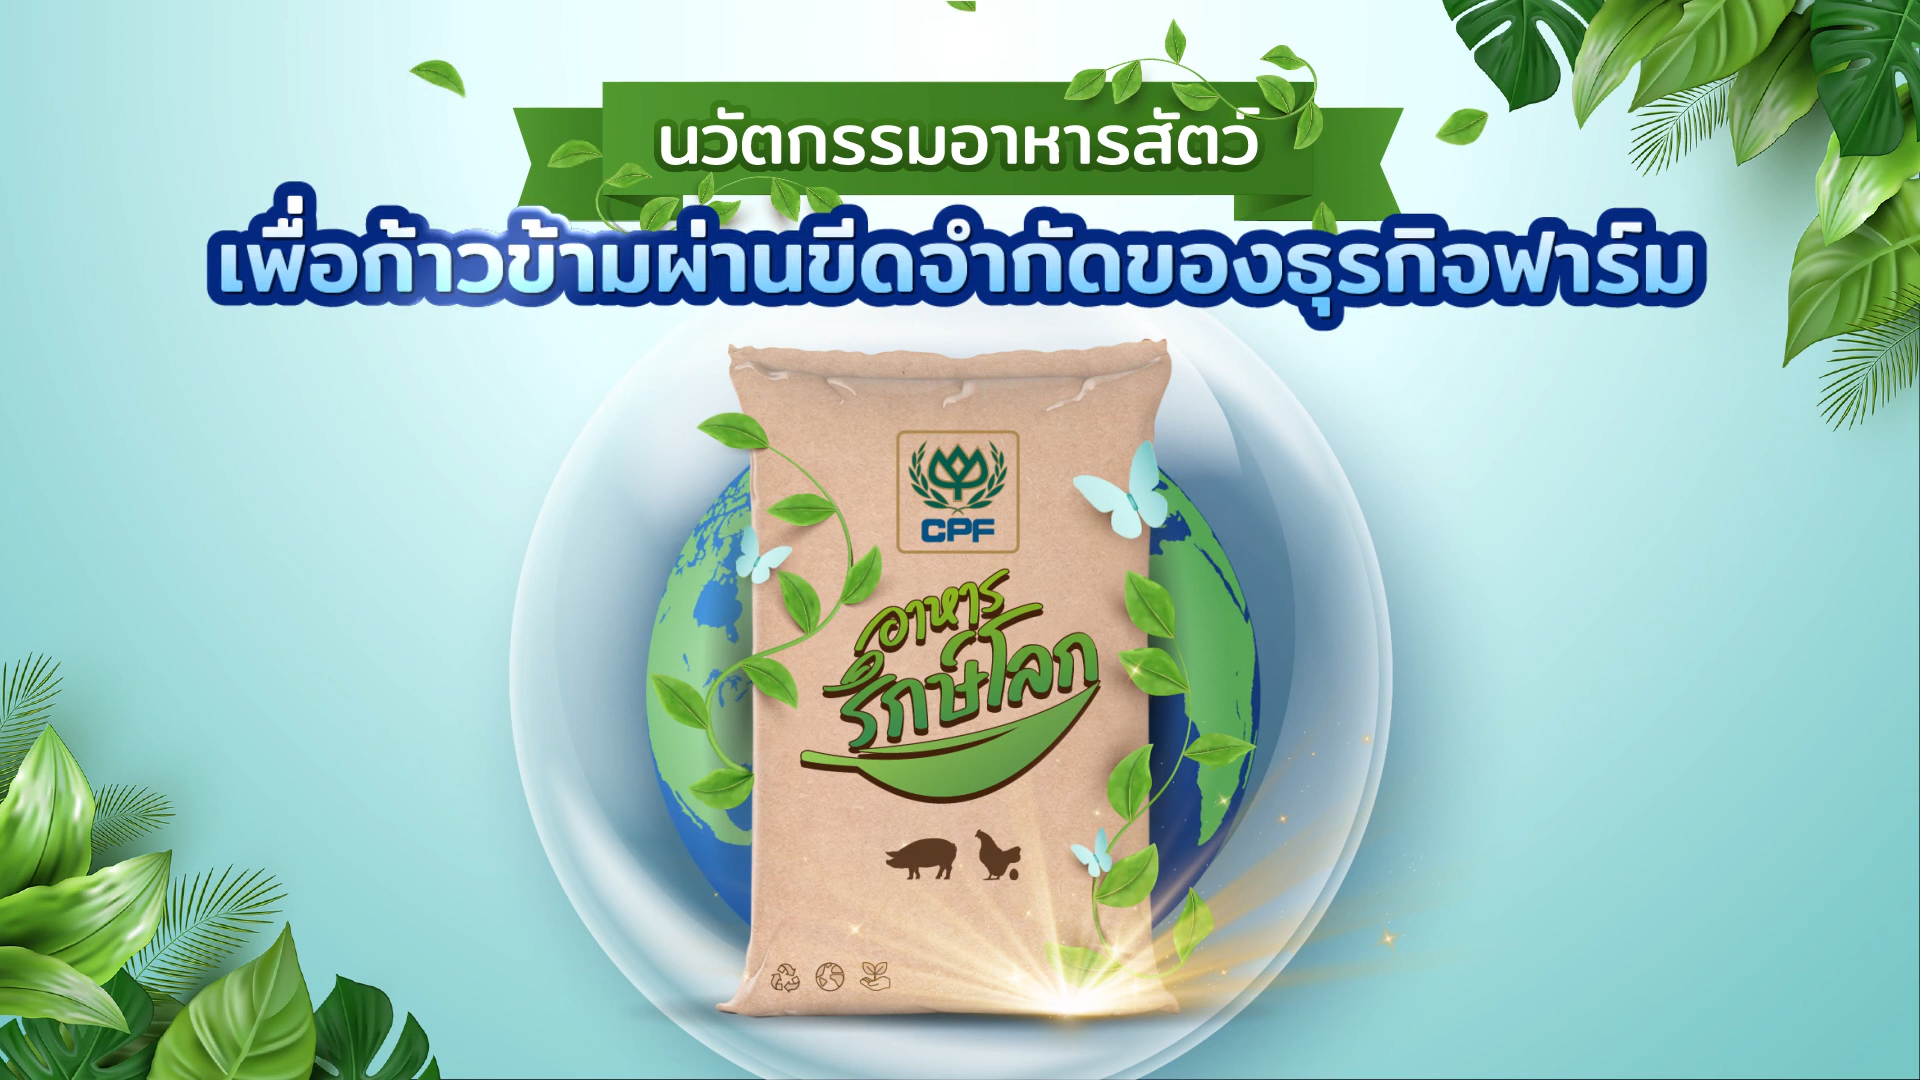 นวัตกรรมอาหารสัตว์
เพื่อก้าวข้ามผ่านขีดจำกัดของธุรกิจฟาร์ม
CPF
อาหาร
รักษ์โลก